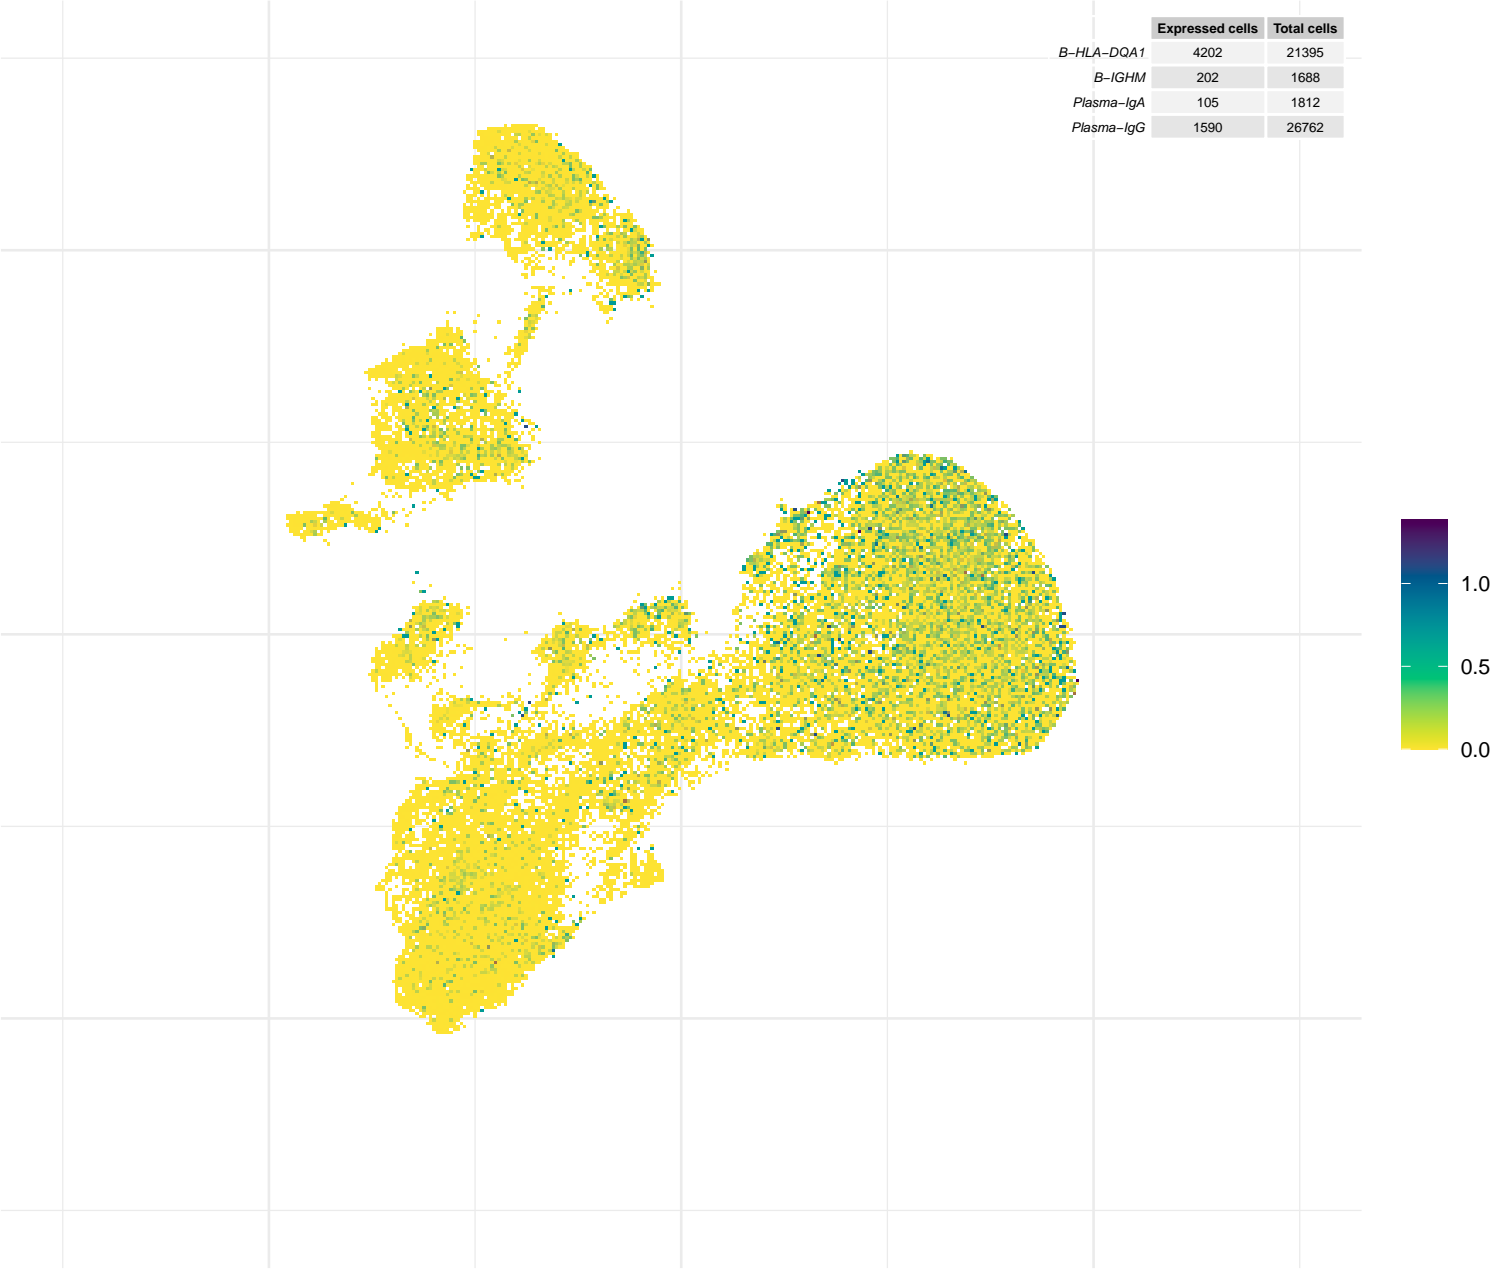 Expressed cells Total cells
B−HLA−DQA1 4202 21395
B−IGHM 202 1688
Plasma−IgA 105 1812
Plasma−IgG 1590 26762
1.0
0.5
0.0